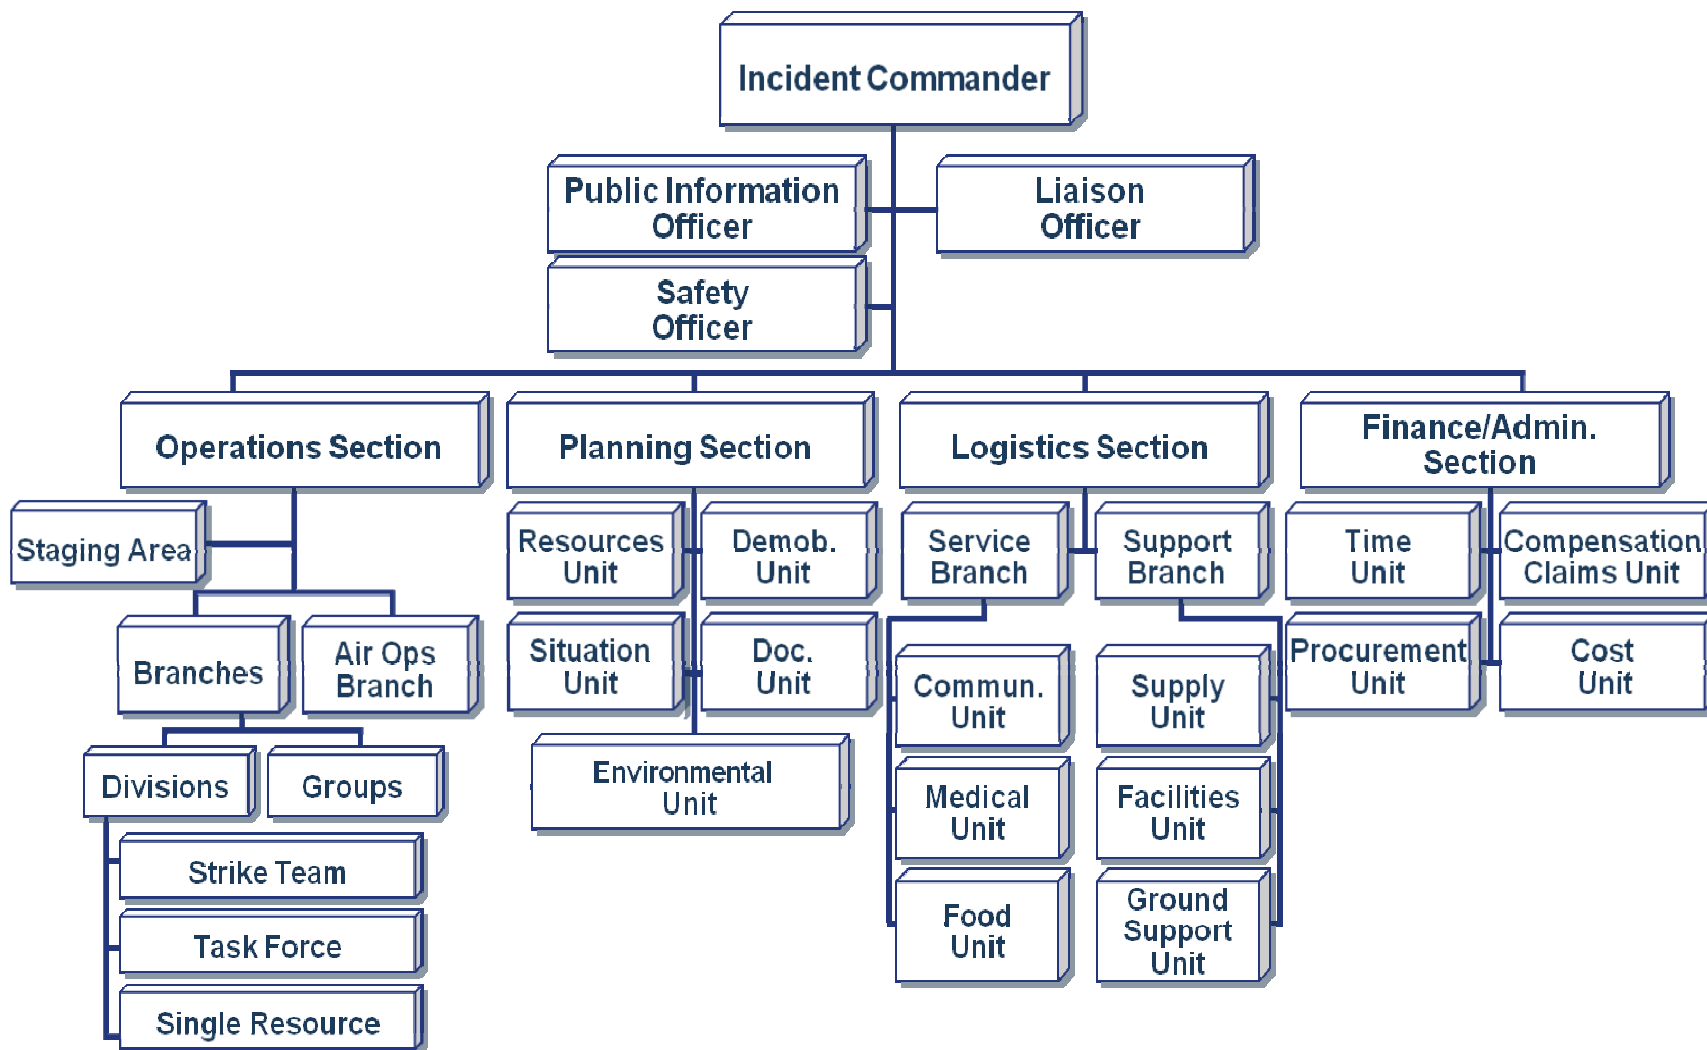 Incident Commander
Public Information
Officer
Liaison
Officer
Safety
Officer
Operations Section
Planning Section
Logistics Section
Finance/Admin.
Section
Staging Area
Branches
Air Ops
Branch
Divisions
Groups
Strike Team
Task Force
Single Resource
Resources
Unit
Demob.
Unit
Situation
Unit
Doc.
Unit
Environmental
Unit
Service
Branch
Support
Branch
Commun.
Unit
Supply
Unit
Medical
Unit
Facilities
Unit
Food
Unit
Ground
Support
Unit
Time
Unit
Compensation
Claims Unit
Procurement
Unit
Cost
Unit